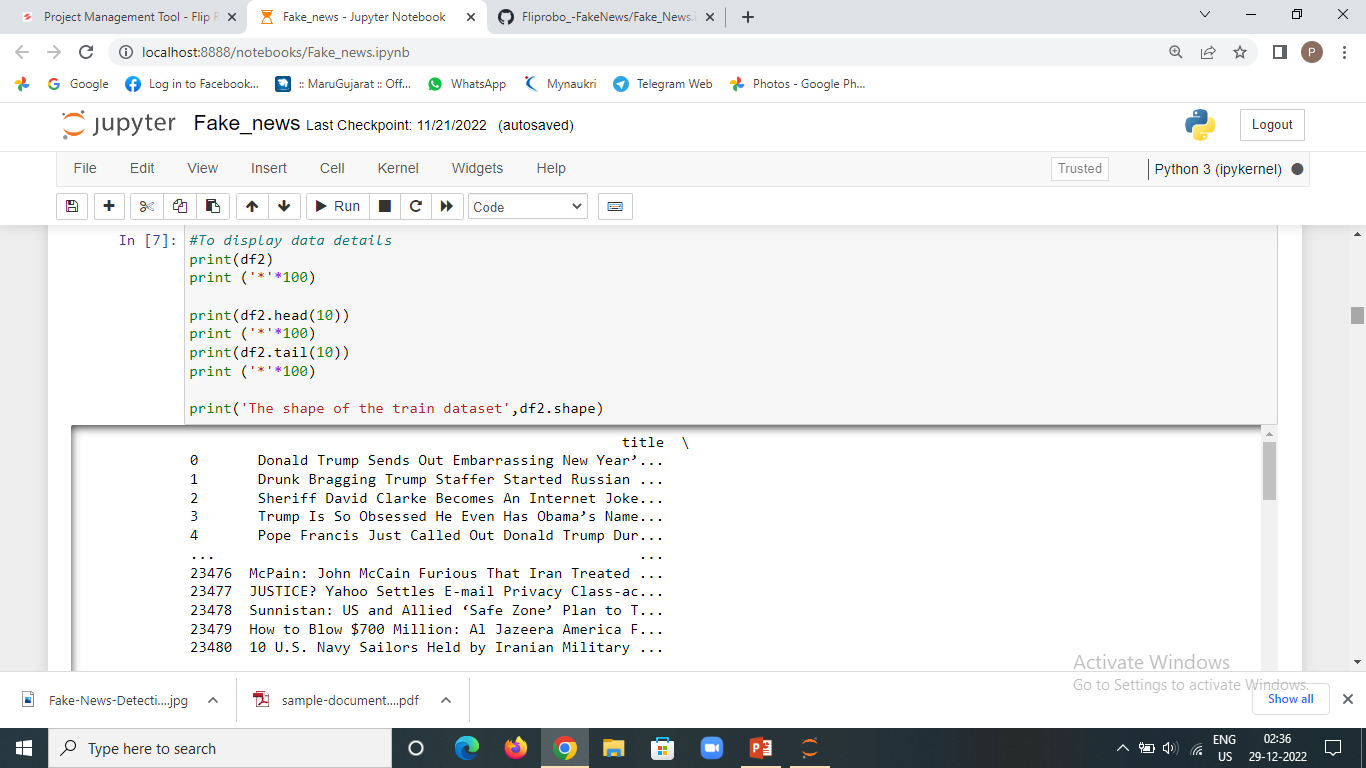 Project Management Tool - Flip R
Fake_news - Jupyter Notebook
Fliprobo_-FakeNews/Fake_News.i
localhost:8888/notebooks/Fake_news.ipynb
P
Google
Log in to Facebook...
:: MaruGujarat :: Off...
WhatsApp
Mynaukri
Telegram Web
Photos - Google Ph...
jupyter Fake_news Last Checkpoint: 11/21/2022 (autosaved)
Logout
File Edit View Insert Cell Kernel Widgets Help
Trusted
Python 3 (ipykernel)
Run
Code
In [7]: #To display data details
print(df2)
print ('*'*100)
print(df2.head(10))
print ('*'*100)
print(df2.tail(10))
print ('*'*100)
print('The shape of the train dataset',df2.shape)
title \
0 Donald Trump Sends Out Embarrassing New Year’...
1 Drunk Bragging Trump Staffer Started Russian ...
2 Sheriff David Clarke Becomes An Internet Joke...
3 Trump Is So Obsessed He Even Has Obama’s Name...
4 Pope Francis Just Called Out Donald Trump Dur...
... ...
23476 McPain: John McCain Furious That Iran Treated ...
23477 JUSTICE? Yahoo Settles E-mail Privacy Class-ac...
23478 Sunnistan: US and Allied ‘Safe Zone’ Plan to T...
23479 How to Blow $700 Million: Al Jazeera America F...
23480 10 U.S. Navy Sailors Held by Iranian Military ...
Activate Windows
Go to Settings to activate Windows.
Fake-News-Detecti....jpg
sample-document....pdf
Show all
Type here to search
ENG
US
02:36
29-12-2022